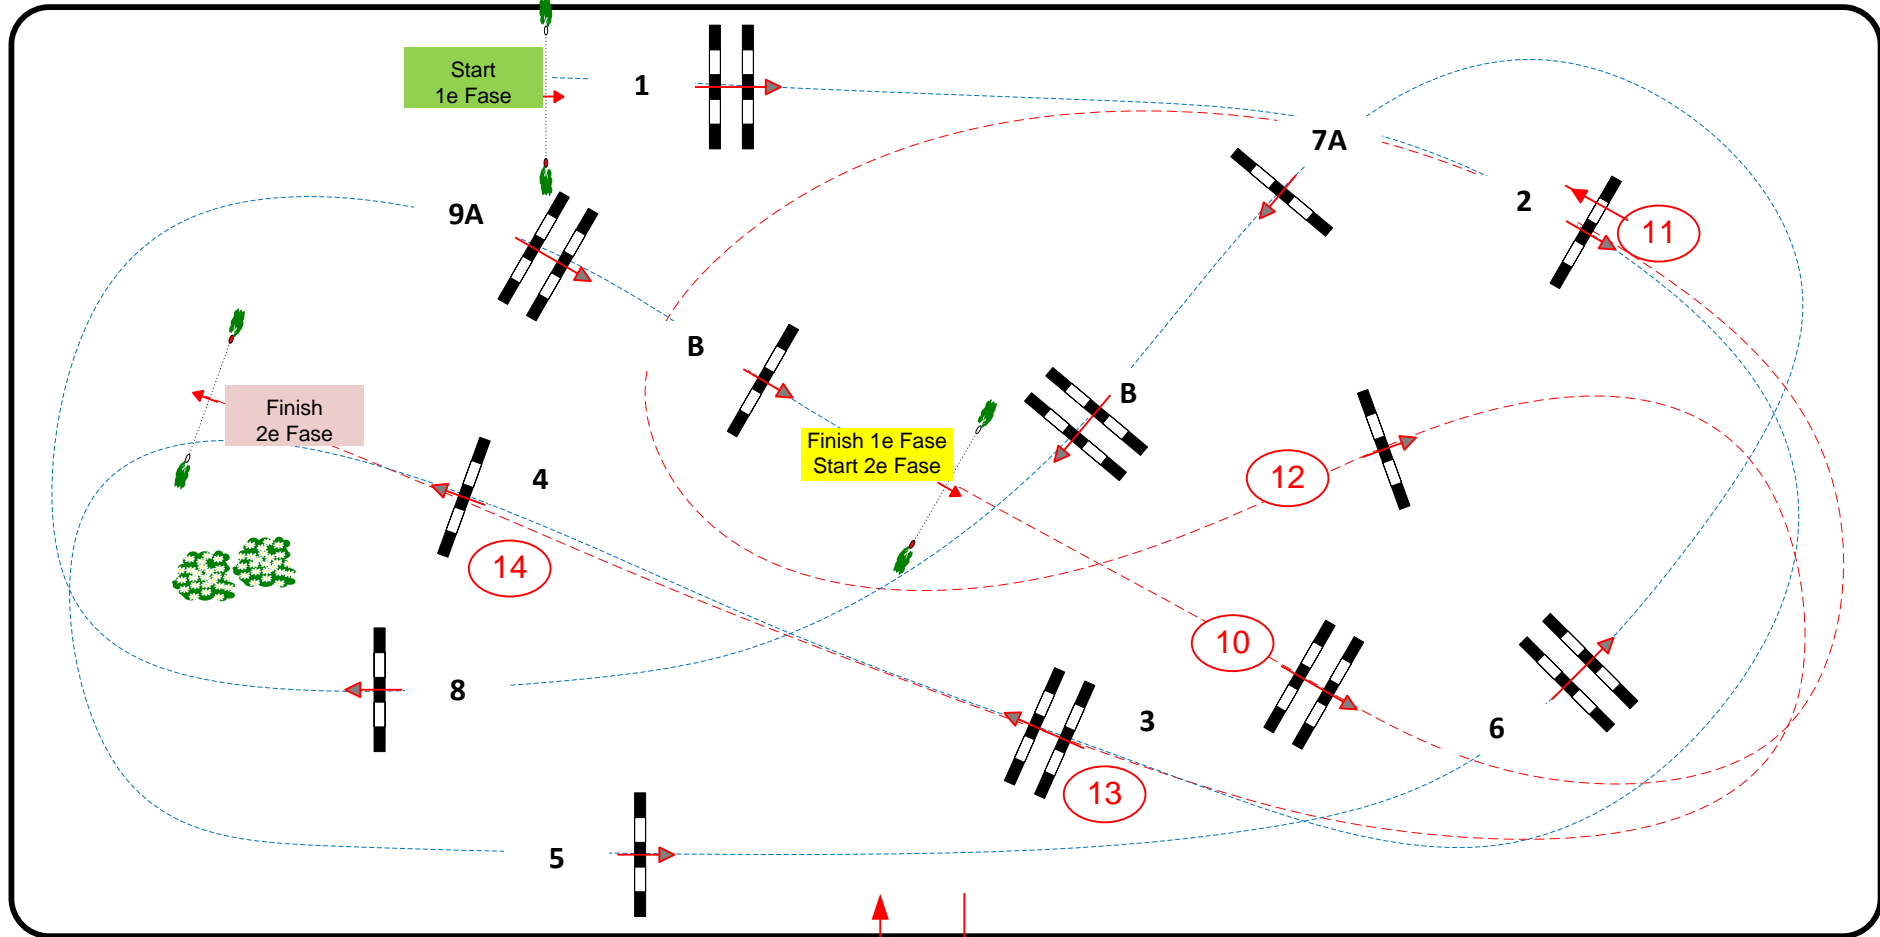 Start
1e Fase
1
7A
2
11
9A
B
B
Finish
2e Fase
Finish 1e Fase
Start 2e Fase
4
12
14
10
8
3
6
13
5